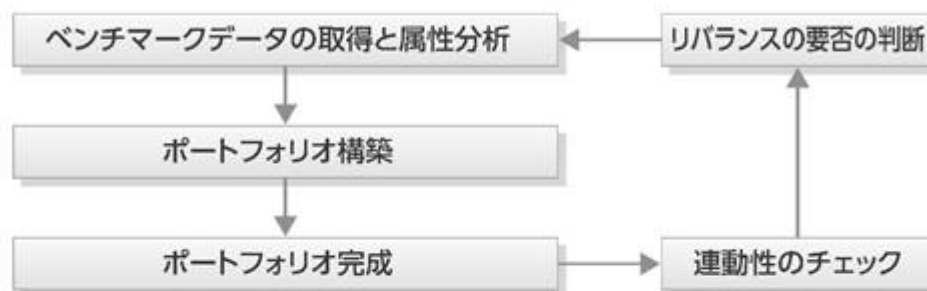 ベンチマークデータの取得と属性分析
リバランスの要否の判断
ポートフォリオ構築
ポートフォリオ完成
連動性のチェック